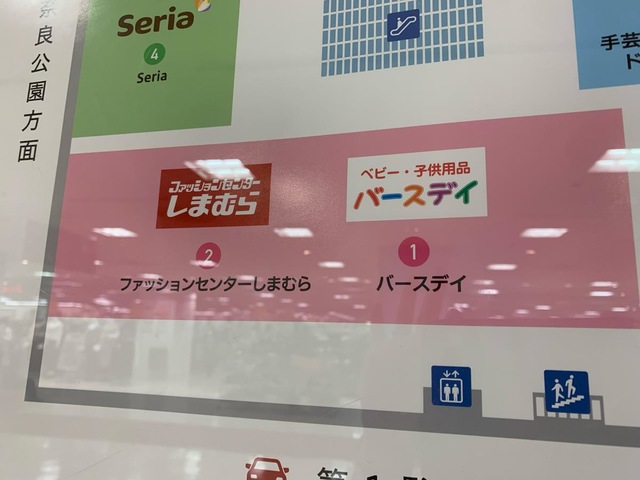 良公園方面
Seria
4
Seria
手芸
ド
ファッションセンター
しまむら
2
ファッションセンターしまむら
ベビー・子供用品
バースデイ
1
バースデイ